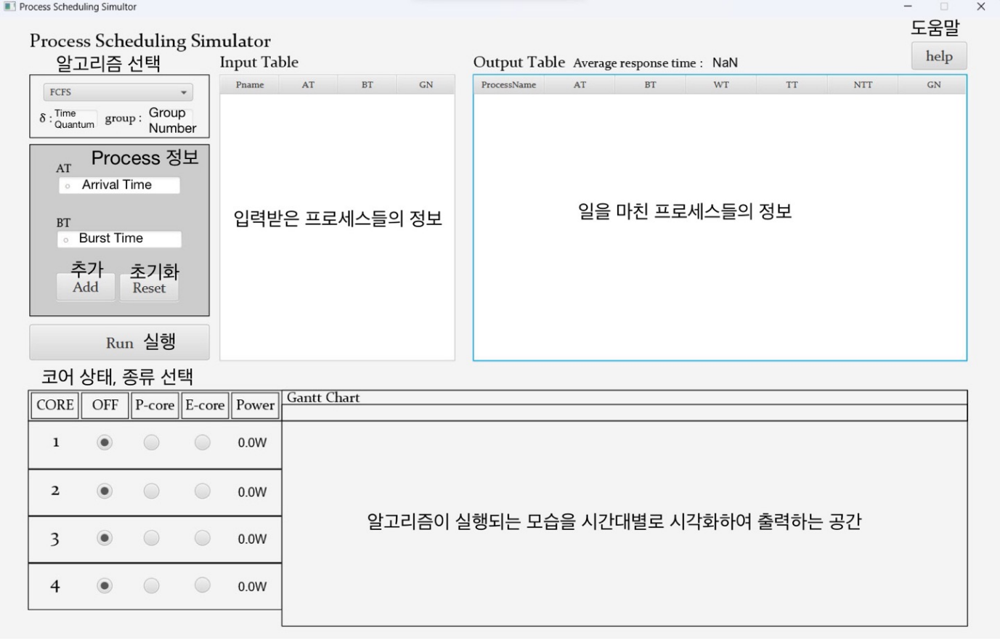 Process Scheduling Simultor
Process Scheduling Simulator
도움말
help
알고리즘 선택
FCFS
δ : Time Quantum group : Group Number
Process 정보
AT
Arrival Time
BT
Burst Time
추가 초기화
Add Reset
Run 실행
Input Table
Pname AT BT GN
입력받은 프로세스들의 정보
Output Table Average response time : NaN
ProcessName AT BT WT TT NTT GN
일을 마친 프로세스들의 정보
코어 상태, 종류 선택
CORE OFF P-core E-core Power
1 0.0W
2 0.0W
3 0.0W
4 0.0W
Gantt Chart
알고리즘이 실행되는 모습을 시간대별로 시각화하여 출력하는 공간